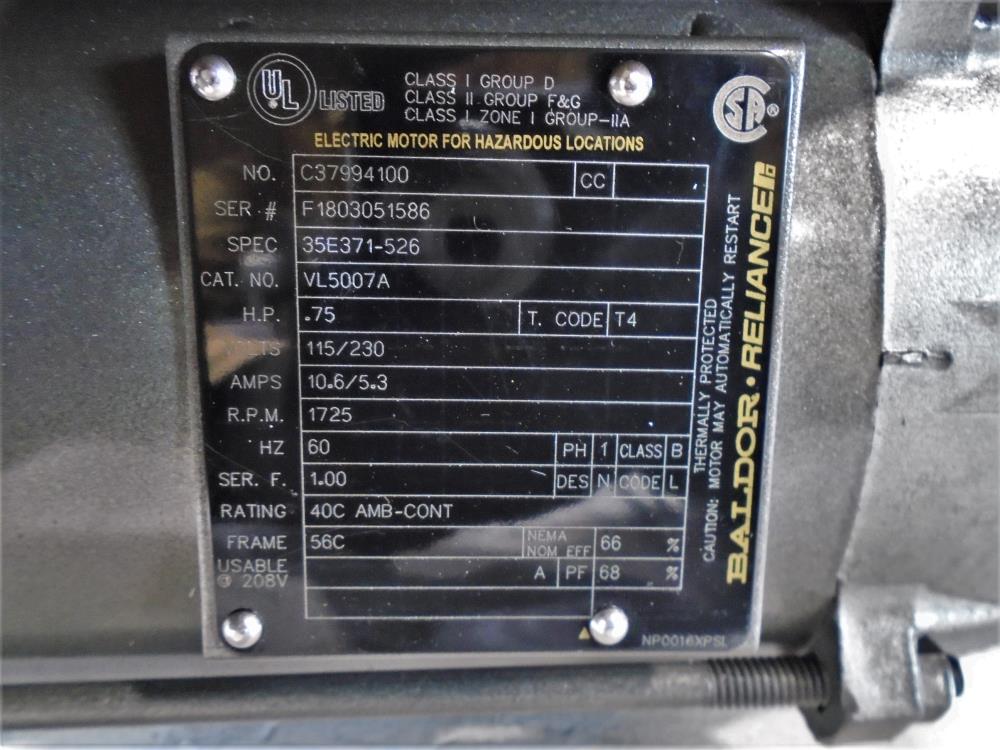 UL LISTED
CLASS I GROUP D
CLASS II GROUP F&G
CLASS I ZONE I GROUP-IIA
SA ®
ELECTRIC MOTOR FOR HAZARDOUS LOCATIONS
NO. C37994100 CC
SER # F1803051586
SPEC 35E371-526
CAT. NO. VL5007A
H.P. .75 T. CODE T4
VOLTS 115/230
AMPS 10.6/5.3
R.P.M. 1725
HZ 60 PH 1 CLASS B
SER. F. 1.00 DES N CODE L
RATING 40C AMB-CONT
FRAME 56C NEMA NOM EFF 66 %
USABLE @ 208V A PF 68 %
NP0016XPSL
THERMALLY PROTECTED
CAUTION: MOTOR MAY AUTOMATICALLY RESTART
BALDOR · RELIANCER